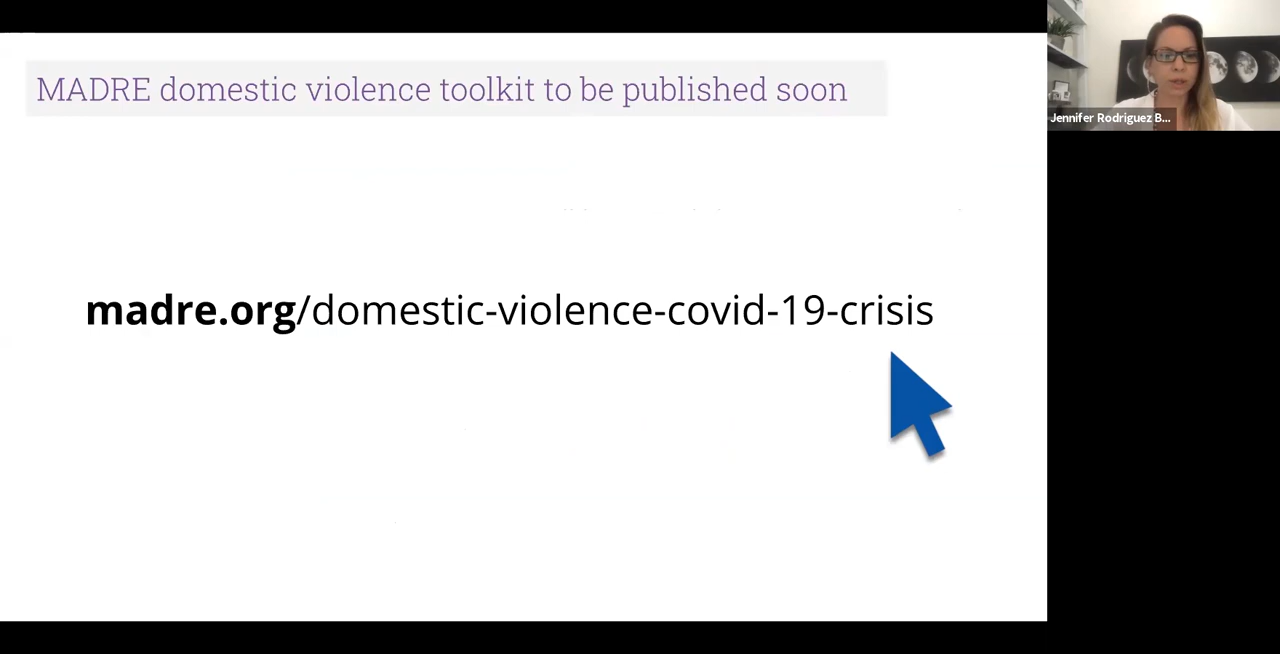 MADRE domestic violence toolkit to be published soon
Jennifer Rodriguez B...
madre.org/domestic-violence-covid-19-crisis